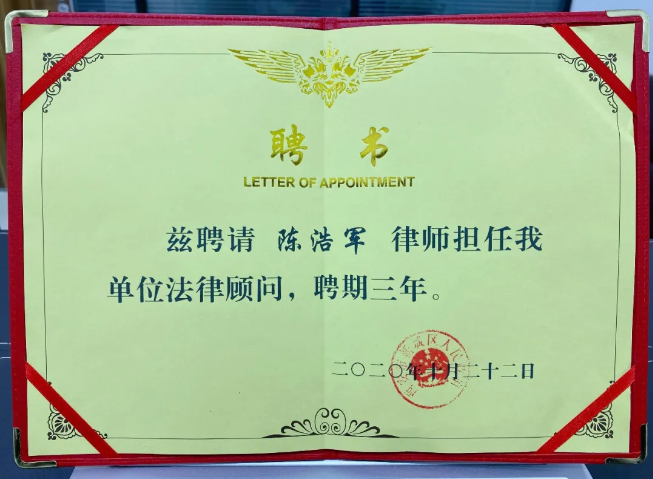 聘 书
LETTER OF APPOINTMENT
兹聘请 陈浩军 律师担任我
单位法律顾问，聘期三年。
二〇二〇年十月二十二日